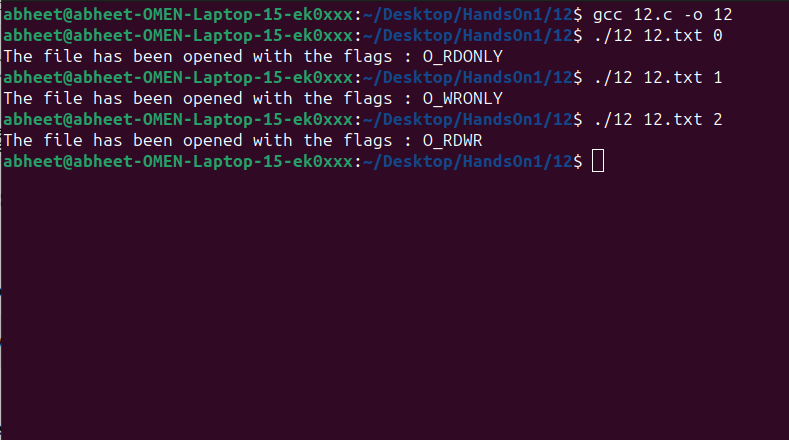 abheet@abheet-OMEN-Laptop-15-ek0xxx:~/Desktop/HandsOn1/12$ gcc 12.c -o 12
abheet@abheet-OMEN-Laptop-15-ek0xxx:~/Desktop/HandsOn1/12$ ./12 12.txt 0
The file has been opened with the flags : O_RDONLY
abheet@abheet-OMEN-Laptop-15-ek0xxx:~/Desktop/HandsOn1/12$ ./12 12.txt 1
The file has been opened with the flags : O_WRONLY
abheet@abheet-OMEN-Laptop-15-ek0xxx:~/Desktop/HandsOn1/12$ ./12 12.txt 2
The file has been opened with the flags : O_RDWR
abheet@abheet-OMEN-Laptop-15-ek0xxx:~/Desktop/HandsOn1/12$